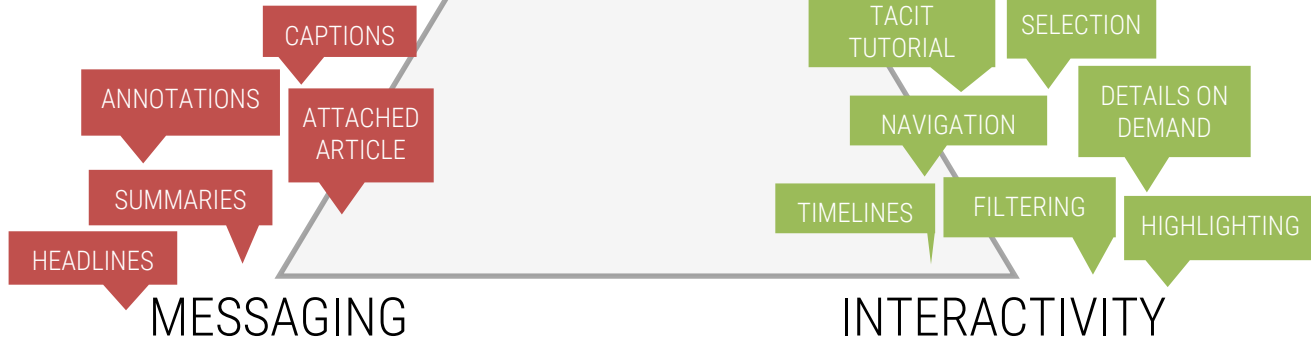 CAPTIONS
ANNOTATIONS
ATTACHED
ARTICLE
SUMMARIES
HEADLINES
MESSAGING
TACIT
TUTORIAL
SELECTION
DETAILS ON
DEMAND
NAVIGATION
TIMELINES
FILTERING
HIGHLIGHTING
INTERACTIVITY